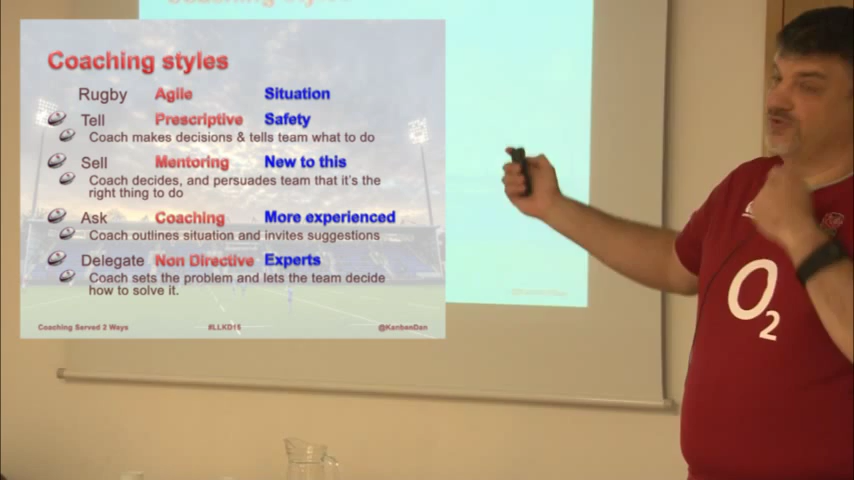 Coaching styles
Rugby Agile Situation
Tell Prescriptive Safety
Coach makes decisions & tells team what to do
Sell Mentoring New to this
Coach decides, and persuades team that it's the
right thing to do
Ask Coaching More experienced
Coach outlines situation and invites suggestions
Delegate Non Directive Experts
Coach sets the problem and lets the team decide
how to solve it.
Coaching Served 2 Ways #LLKD16 @KanbanDan
Coaching styles
@KanbanDan
O2